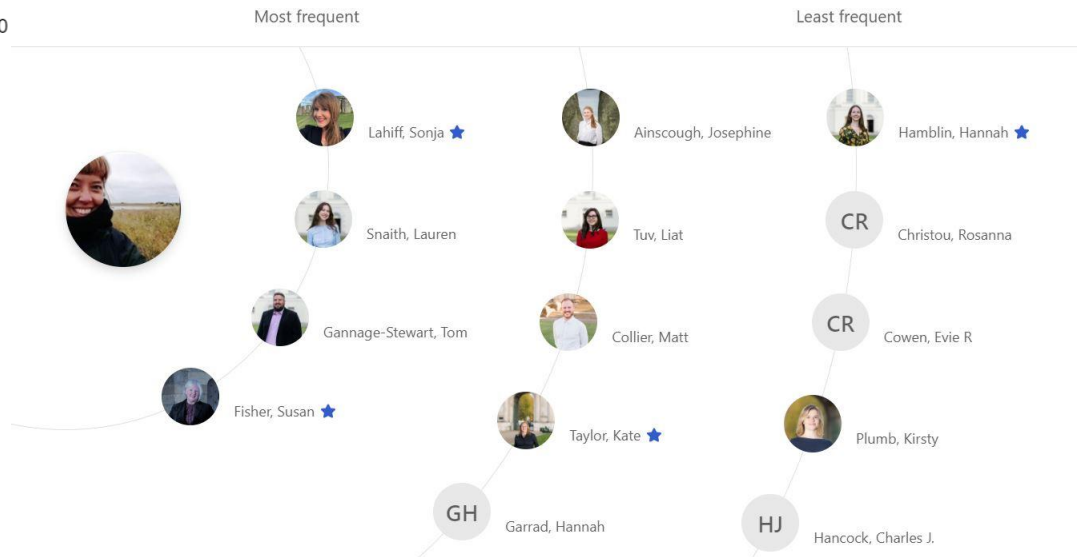 0
Most frequent
Least frequent
Lahiff, Sonja
Ainscough, Josephine
Hamblin, Hannah
Snaith, Lauren
Tuv, Liat
CR
Christou, Rosanna
Gannage-Stewart, Tom
Collier, Matt
CR
Cowen, Evie R
Fisher, Susan
Taylor, Kate
Plumb, Kirsty
GH
Garrad, Hannah
HJ
Hancock, Charles J.